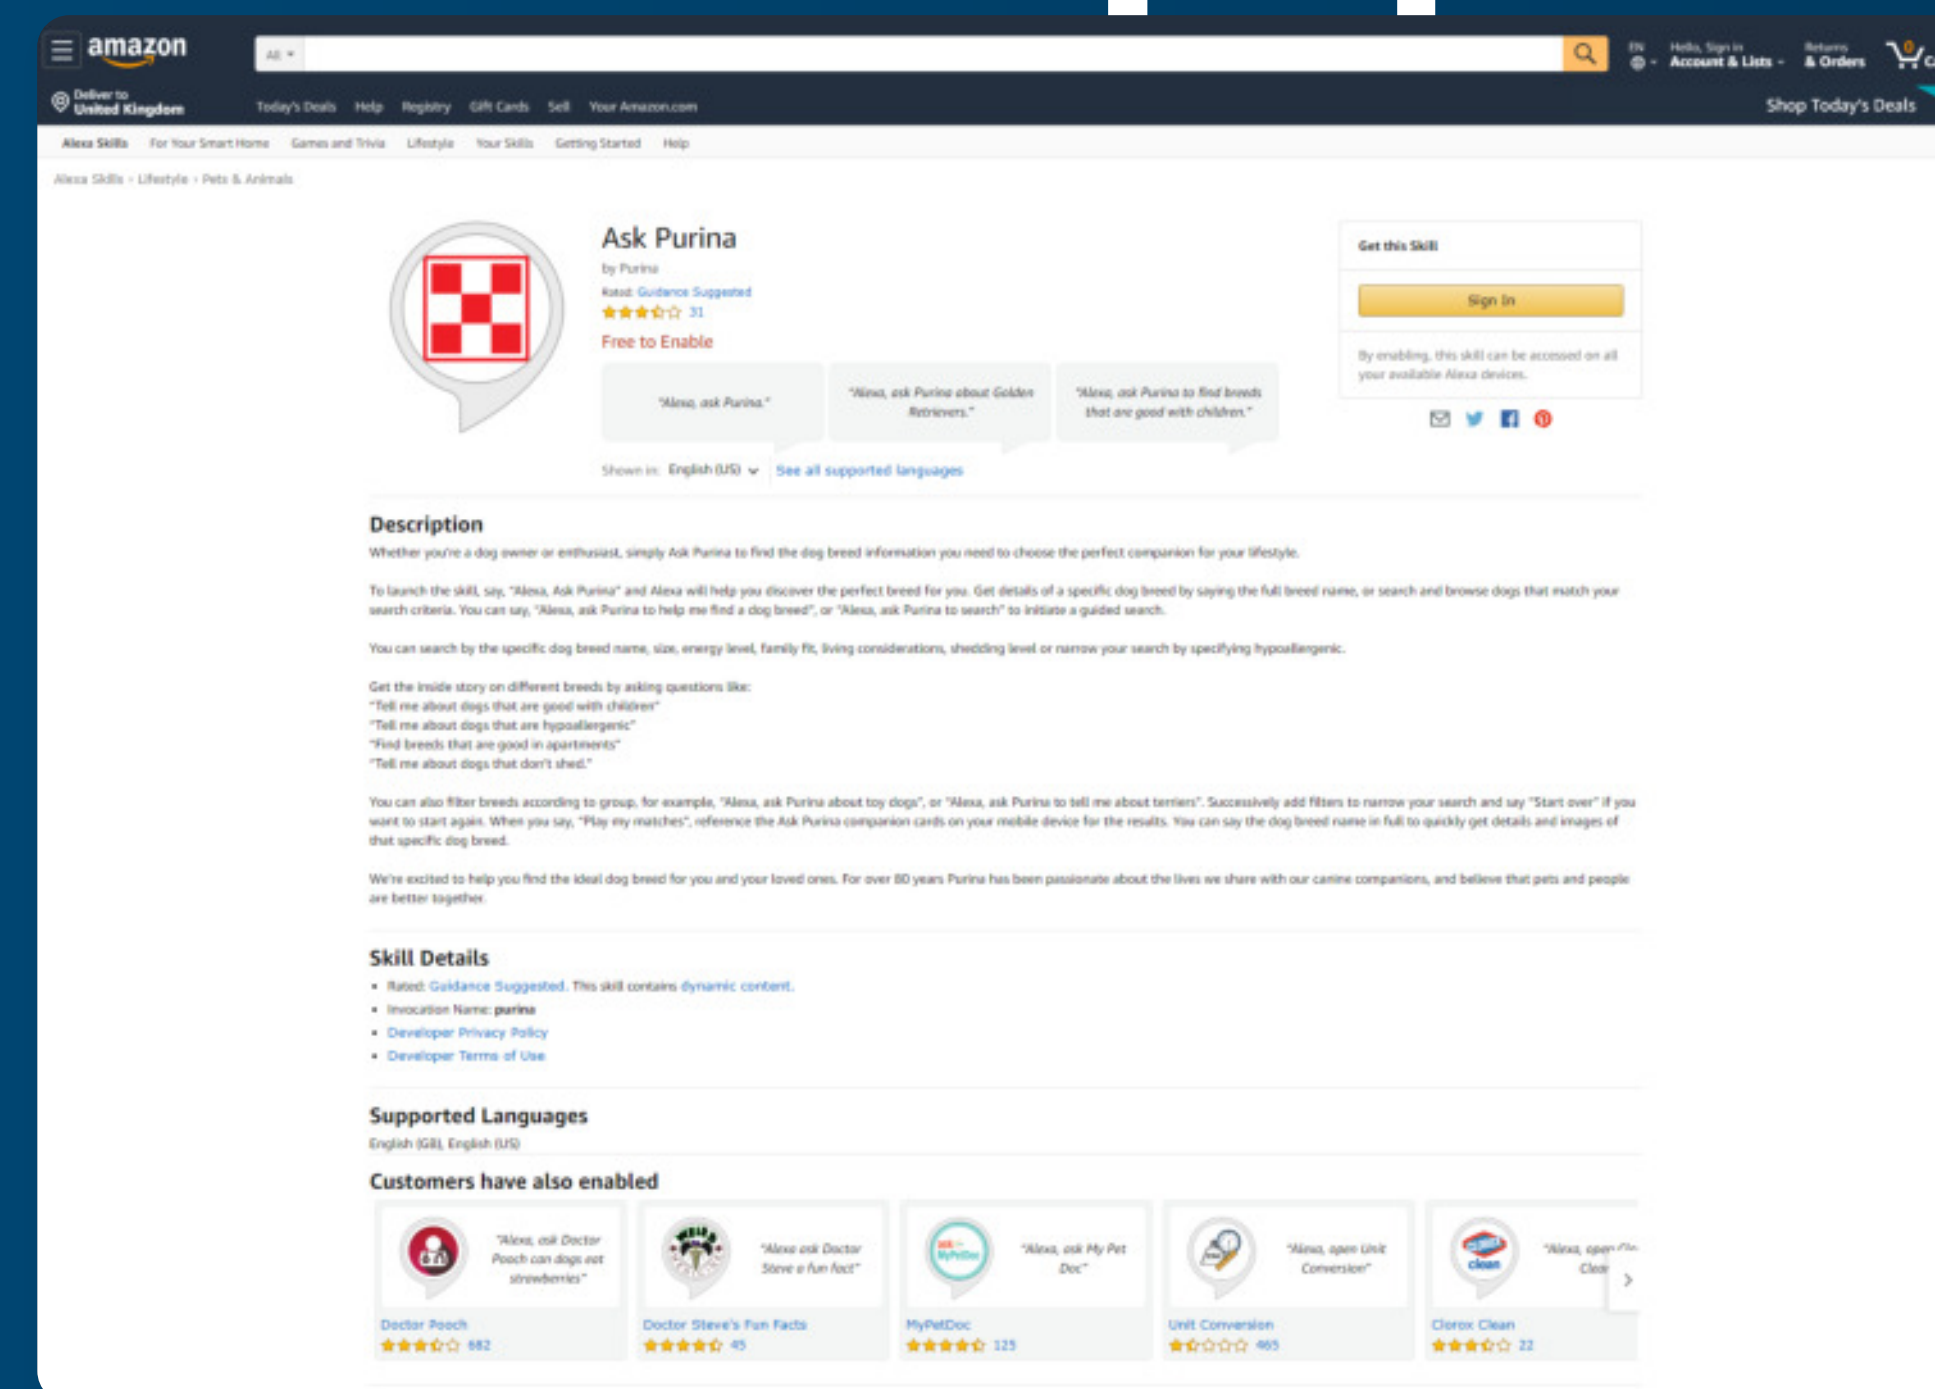 amazon
All
EN
Hello, Sign in
Account & Lists
Returns
& Orders
0
Deliver to
United Kingdom
Today's Deals Help Registry Gift Cards Sell Your Amazon.com
Shop Today's Deals
Alexa Skills For Your Smart Home Games and Trivia Lifestyle Your Skills Getting Started Help
Alexa Skills › Lifestyle › Pets & Animals
Ask Purina
by Purina
Rated: Guidance Suggested
31
Free to Enable
"Alexa, ask Purina."
"Alexa, ask Purina about Golden
Retrievers."
"Alexa, ask Purina to find breeds
that are good with children."
Shown in: English (US) See all supported languages
Get this Skill
Sign In
By enabling, this skill can be accessed on all
your available Alexa devices.
Description
Whether you're a dog owner or enthusiast, simply Ask Purina to find the dog breed information you need to choose the perfect companion for your lifestyle.
To launch the skill, say, "Alexa, Ask Purina" and Alexa will help you discover the perfect breed for you. Get details of a specific dog breed by saying the full breed name, or search and browse dogs that match your
search criteria. You can say, "Alexa, ask Purina to help me find a dog breed", or "Alexa, ask Purina to search" to initiate a guided search.
You can search by the specific dog breed name, size, energy level, family fit, living considerations, shedding level or narrow your search by specifying hypoallergenic.
Get the inside story on different breeds by asking questions like:
"Tell me about dogs that are good with children"
"Tell me about dogs that are hypoallergenic"
"Find breeds that are good in apartments"
"Tell me about dogs that don't shed."
You can also filter breeds according to group, for example, "Alexa, ask Purina about toy dogs", or "Alexa, ask Purina to tell me about terriers". Successively add filters to narrow your search and say "Start over" if you
want to start again. When you say, "Play my matches", reference the Ask Purina companion cards on your mobile device for the results. You can say the dog breed name in full to quickly get details and images of
that specific dog breed.
We're excited to help you find the ideal dog breed for you and your loved ones. For over 80 years Purina has been passionate about the lives we share with our canine companions, and believe that pets and people
are better together.
Skill Details
• Rated: Guidance Suggested. This skill contains dynamic content.
• Invocation Name: purina
• Developer Privacy Policy
• Developer Terms of Use
Supported Languages
English (GB), English (US)
Customers have also enabled
"Alexa, ask Doctor
Pooch can dogs eat
strawberries"
Doctor Pooch
682
"Alexa ask Doctor
Steve a fun fact"
Doctor Steve's Fun Facts
45
MyPetDoc
"Alexa, ask My Pet
Doc"
MyPetDoc
125
"Alexa, open Unit
Conversion"
Unit Conversion
465
CLOROX
clean
"Alexa, open Clo
Clean
Clorox Clean
22